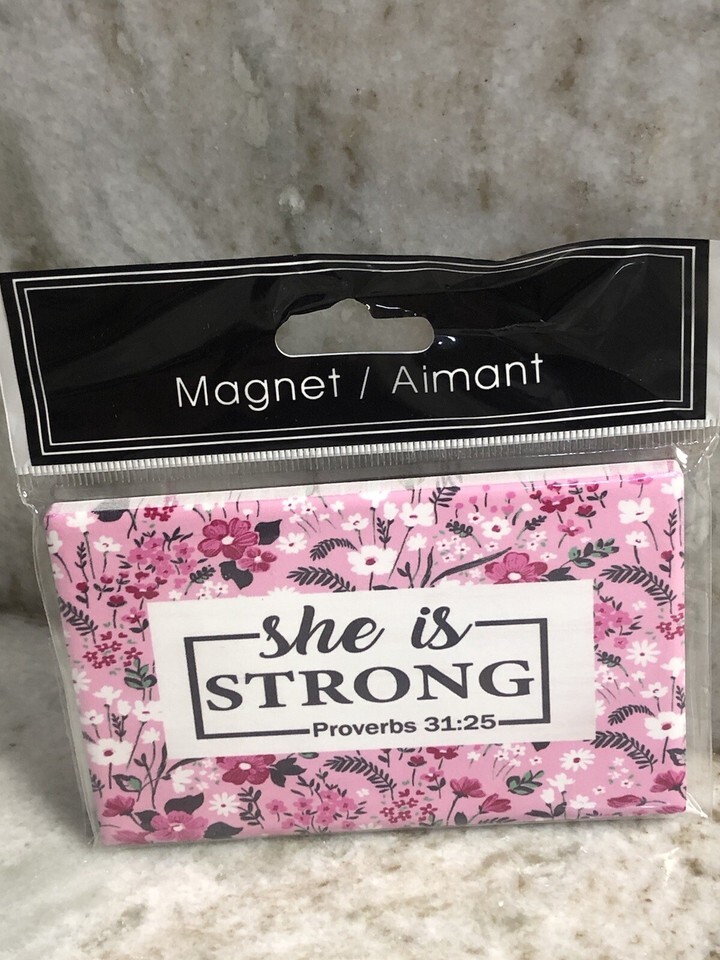 Magnet / Aimant
she is
STRONG
Proverbs 31:25